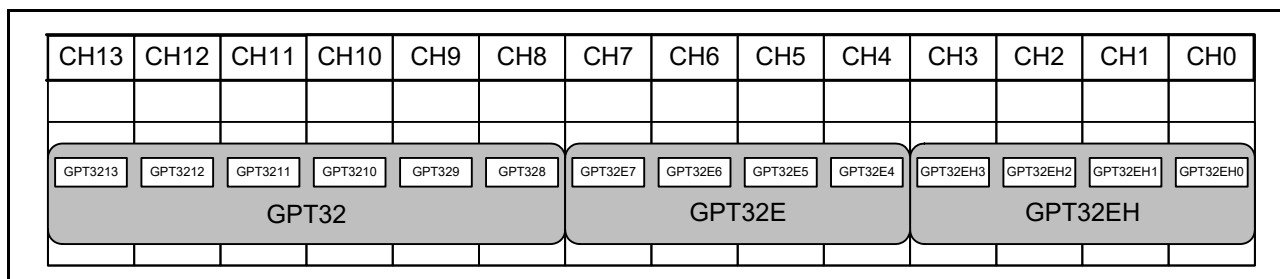 CH13 CH12 CH11 CH10 CH9 CH8 CH7 CH6 CH5 CH4 CH3 CH2 CH1 CH0
GPT3213 GPT3212 GPT3211 GPT3210 GPT329 GPT328 GPT32E7 GPT32E6 GPT32E5 GPT32E4 GPT32EH3 GPT32EH2 GPT32EH1 GPT32EH0
GPT32 GPT32E GPT32EH